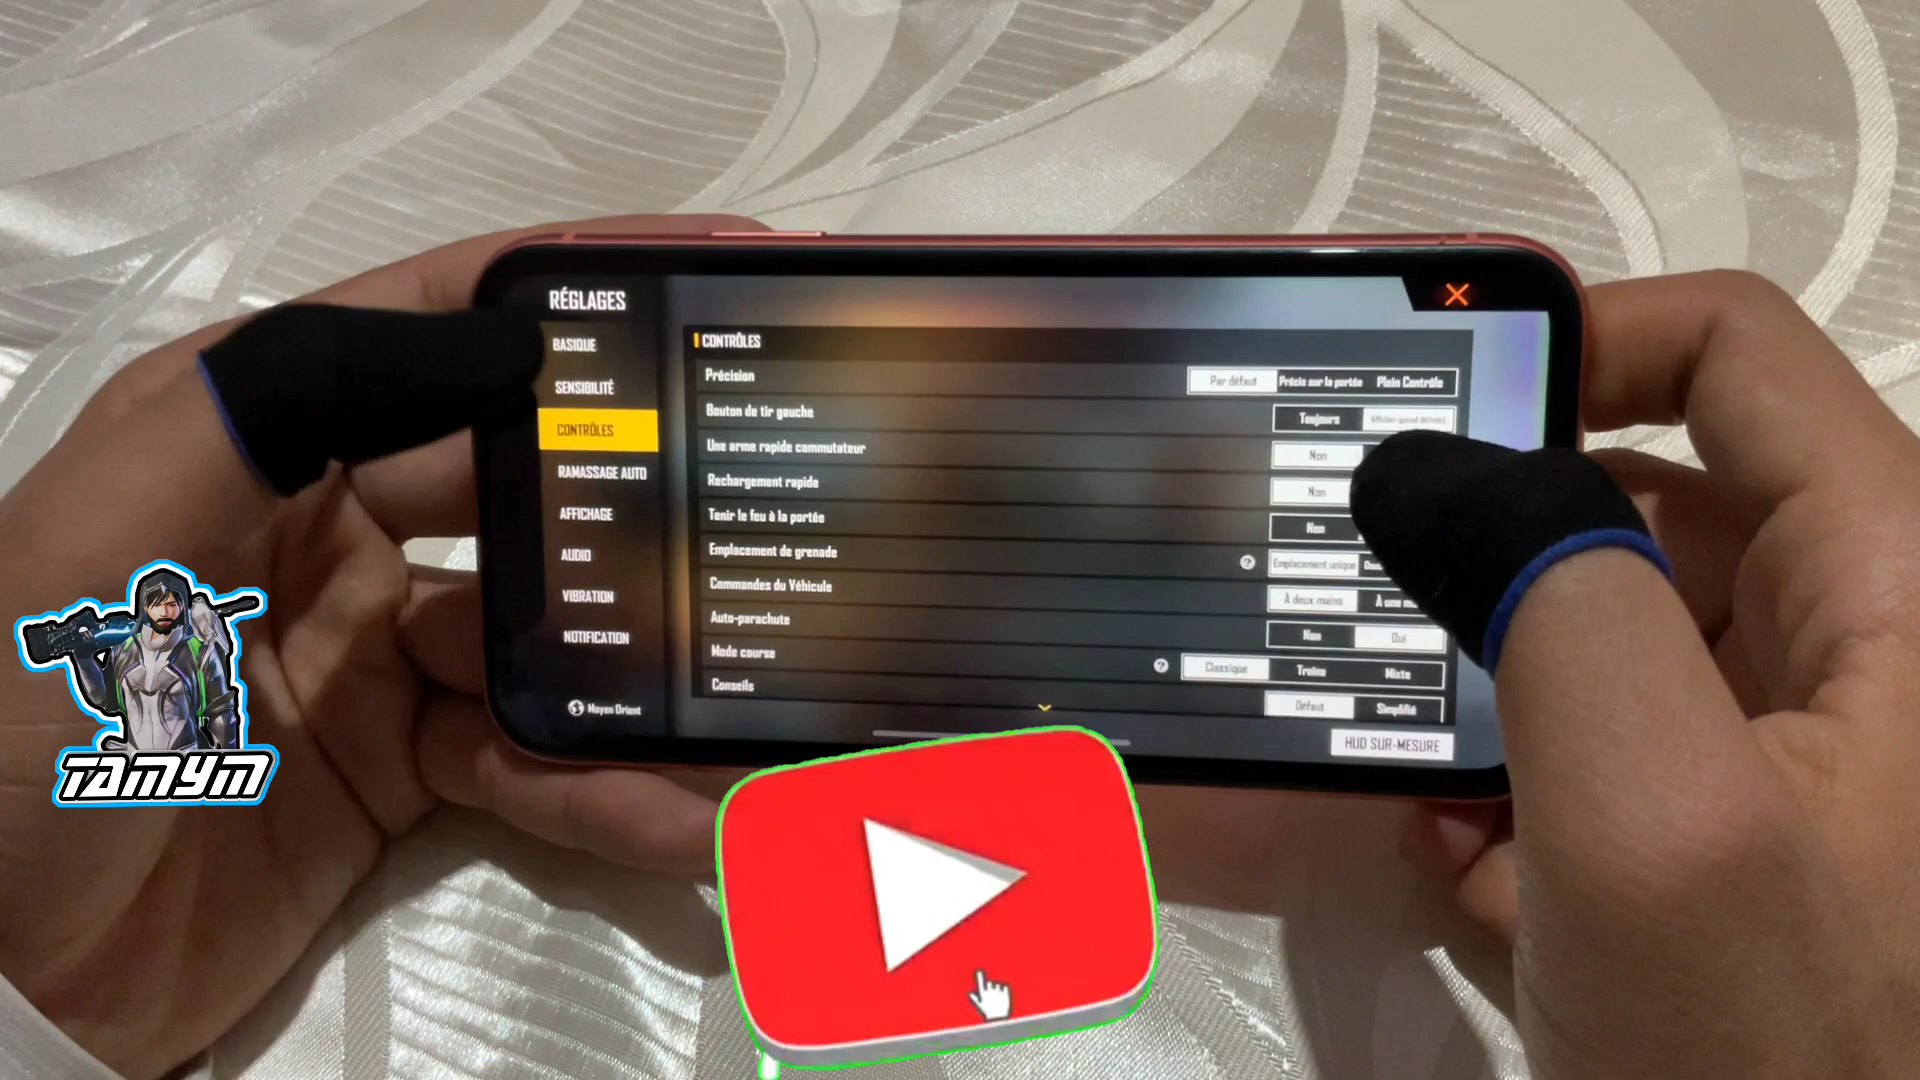 RÉGLAGES
BASIQUE
SENSIBILITÉ
CONTRÔLES
RAMASSAGE AUTO
AFFICHAGE
AUDIO
VIBRATION
NOTIFICATION
Moyen Orient
CONTRÔLES
Précision
Par défaut Précis sur la portée Plein Contrôle
Bouton de tir gauche
Toujours
Une arme rapide commutateur
Non
Rechargement rapide
Non
Tenir le feu à la portée
Non
Emplacement de grenade
? Emplacement unique
Commandes du Véhicule
À deux mains À une
Auto-parachute
Non Oui
Mode course
? Classique Traîne Mixte
Conseils
Défaut Simplifié
HUD SUR-MESURE
TAMYM